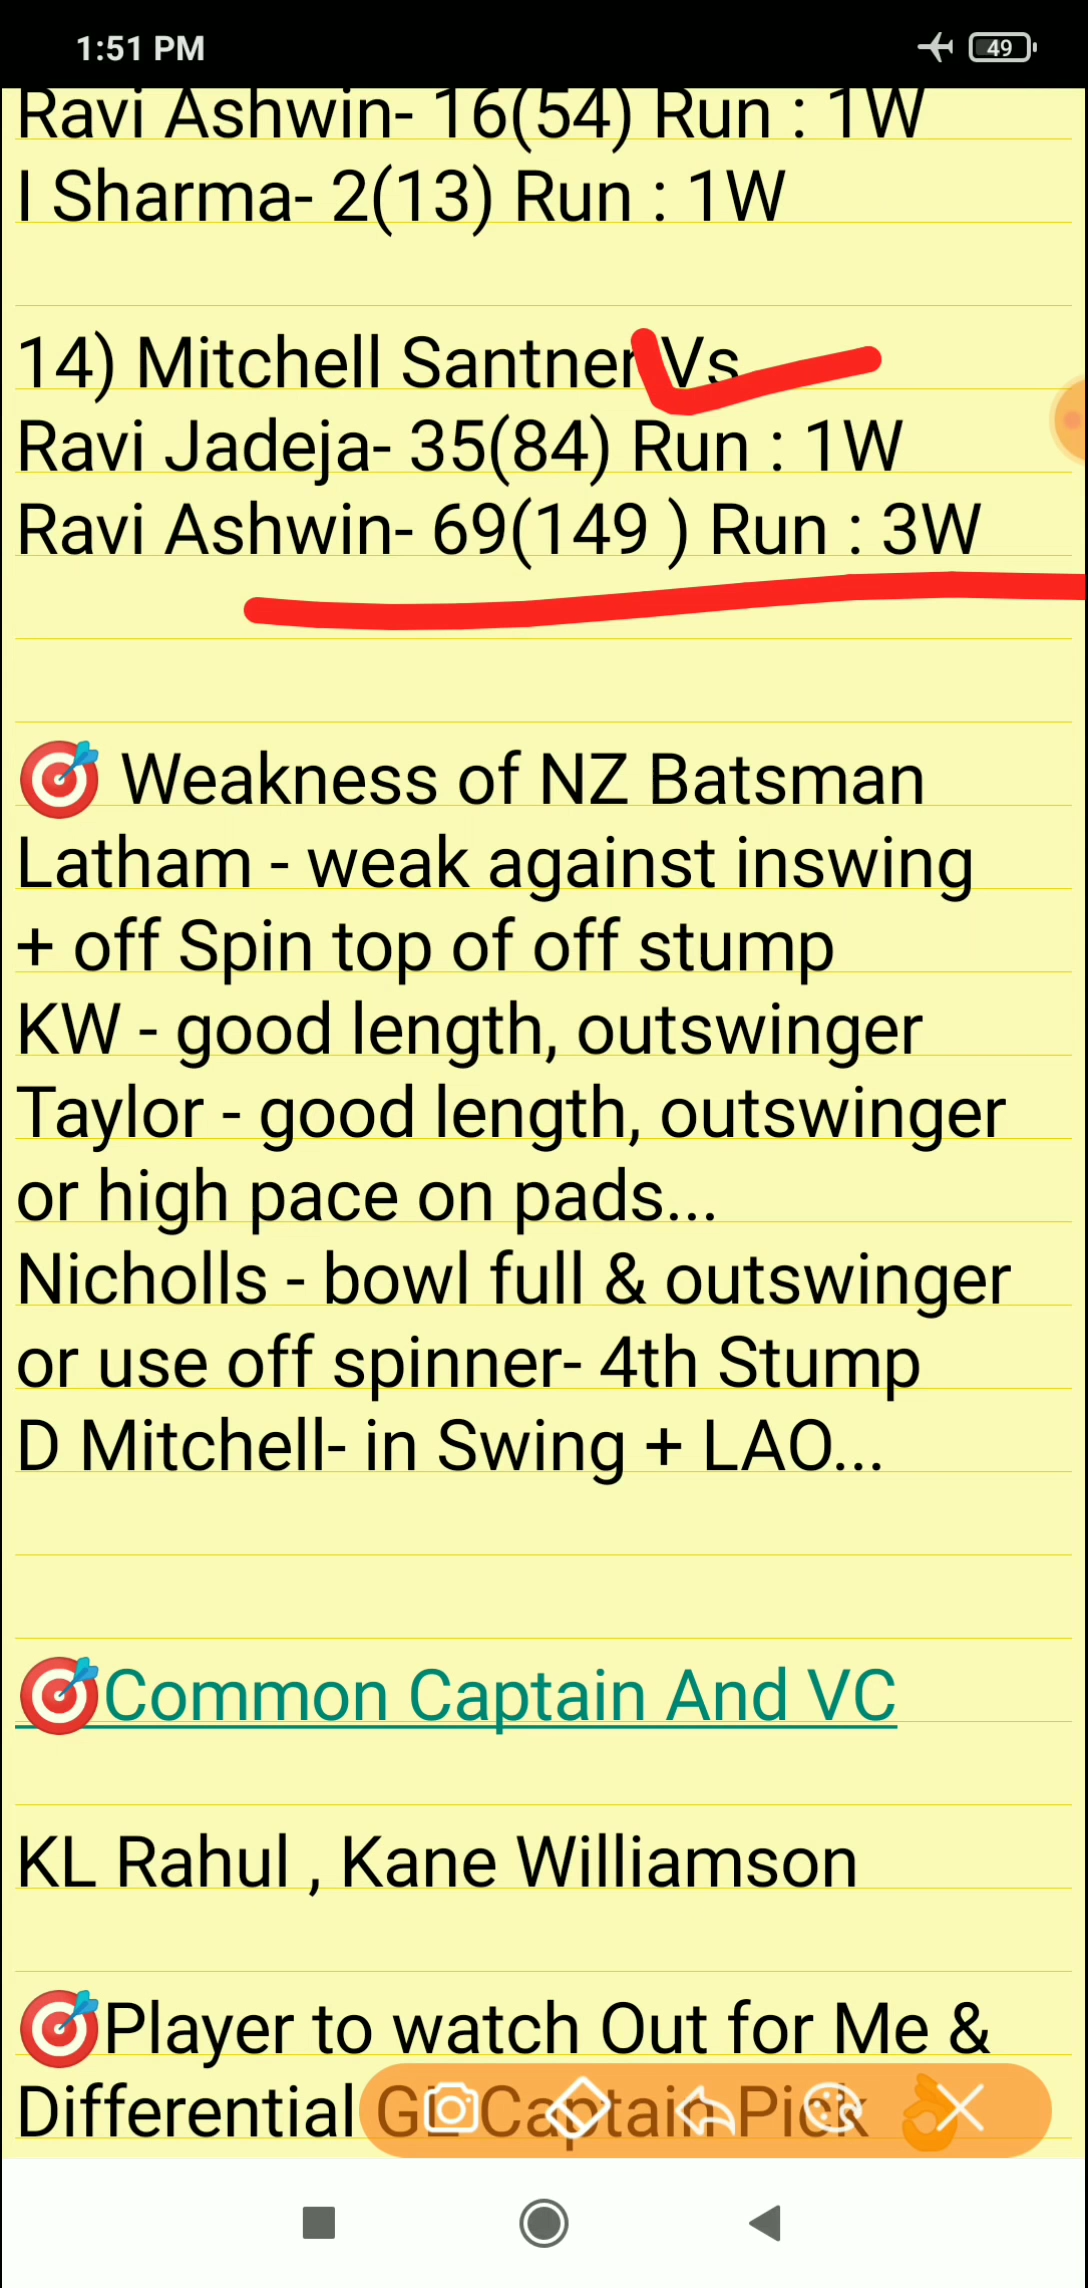 1:51 PM
49
Ravi Ashwin- 16(54) Run : 1W
I Sharma- 2(13) Run : 1W
14) Mitchell Santner Vs
Ravi Jadeja- 35(84) Run : 1W
Ravi Ashwin- 69(149 ) Run : 3W
🎯 Weakness of NZ Batsman
Latham - weak against inswing
+ off Spin top of off stump
KW - good length, outswinger
Taylor - good length, outswinger
or high pace on pads...
Nicholls - bowl full & outswinger
or use off spinner- 4th Stump
D Mitchell- in Swing + LAO...
🎯Common Captain And VC
KL Rahul , Kane Williamson
🎯Player to watch Out for Me &
Differential GL Captain Pick 👌